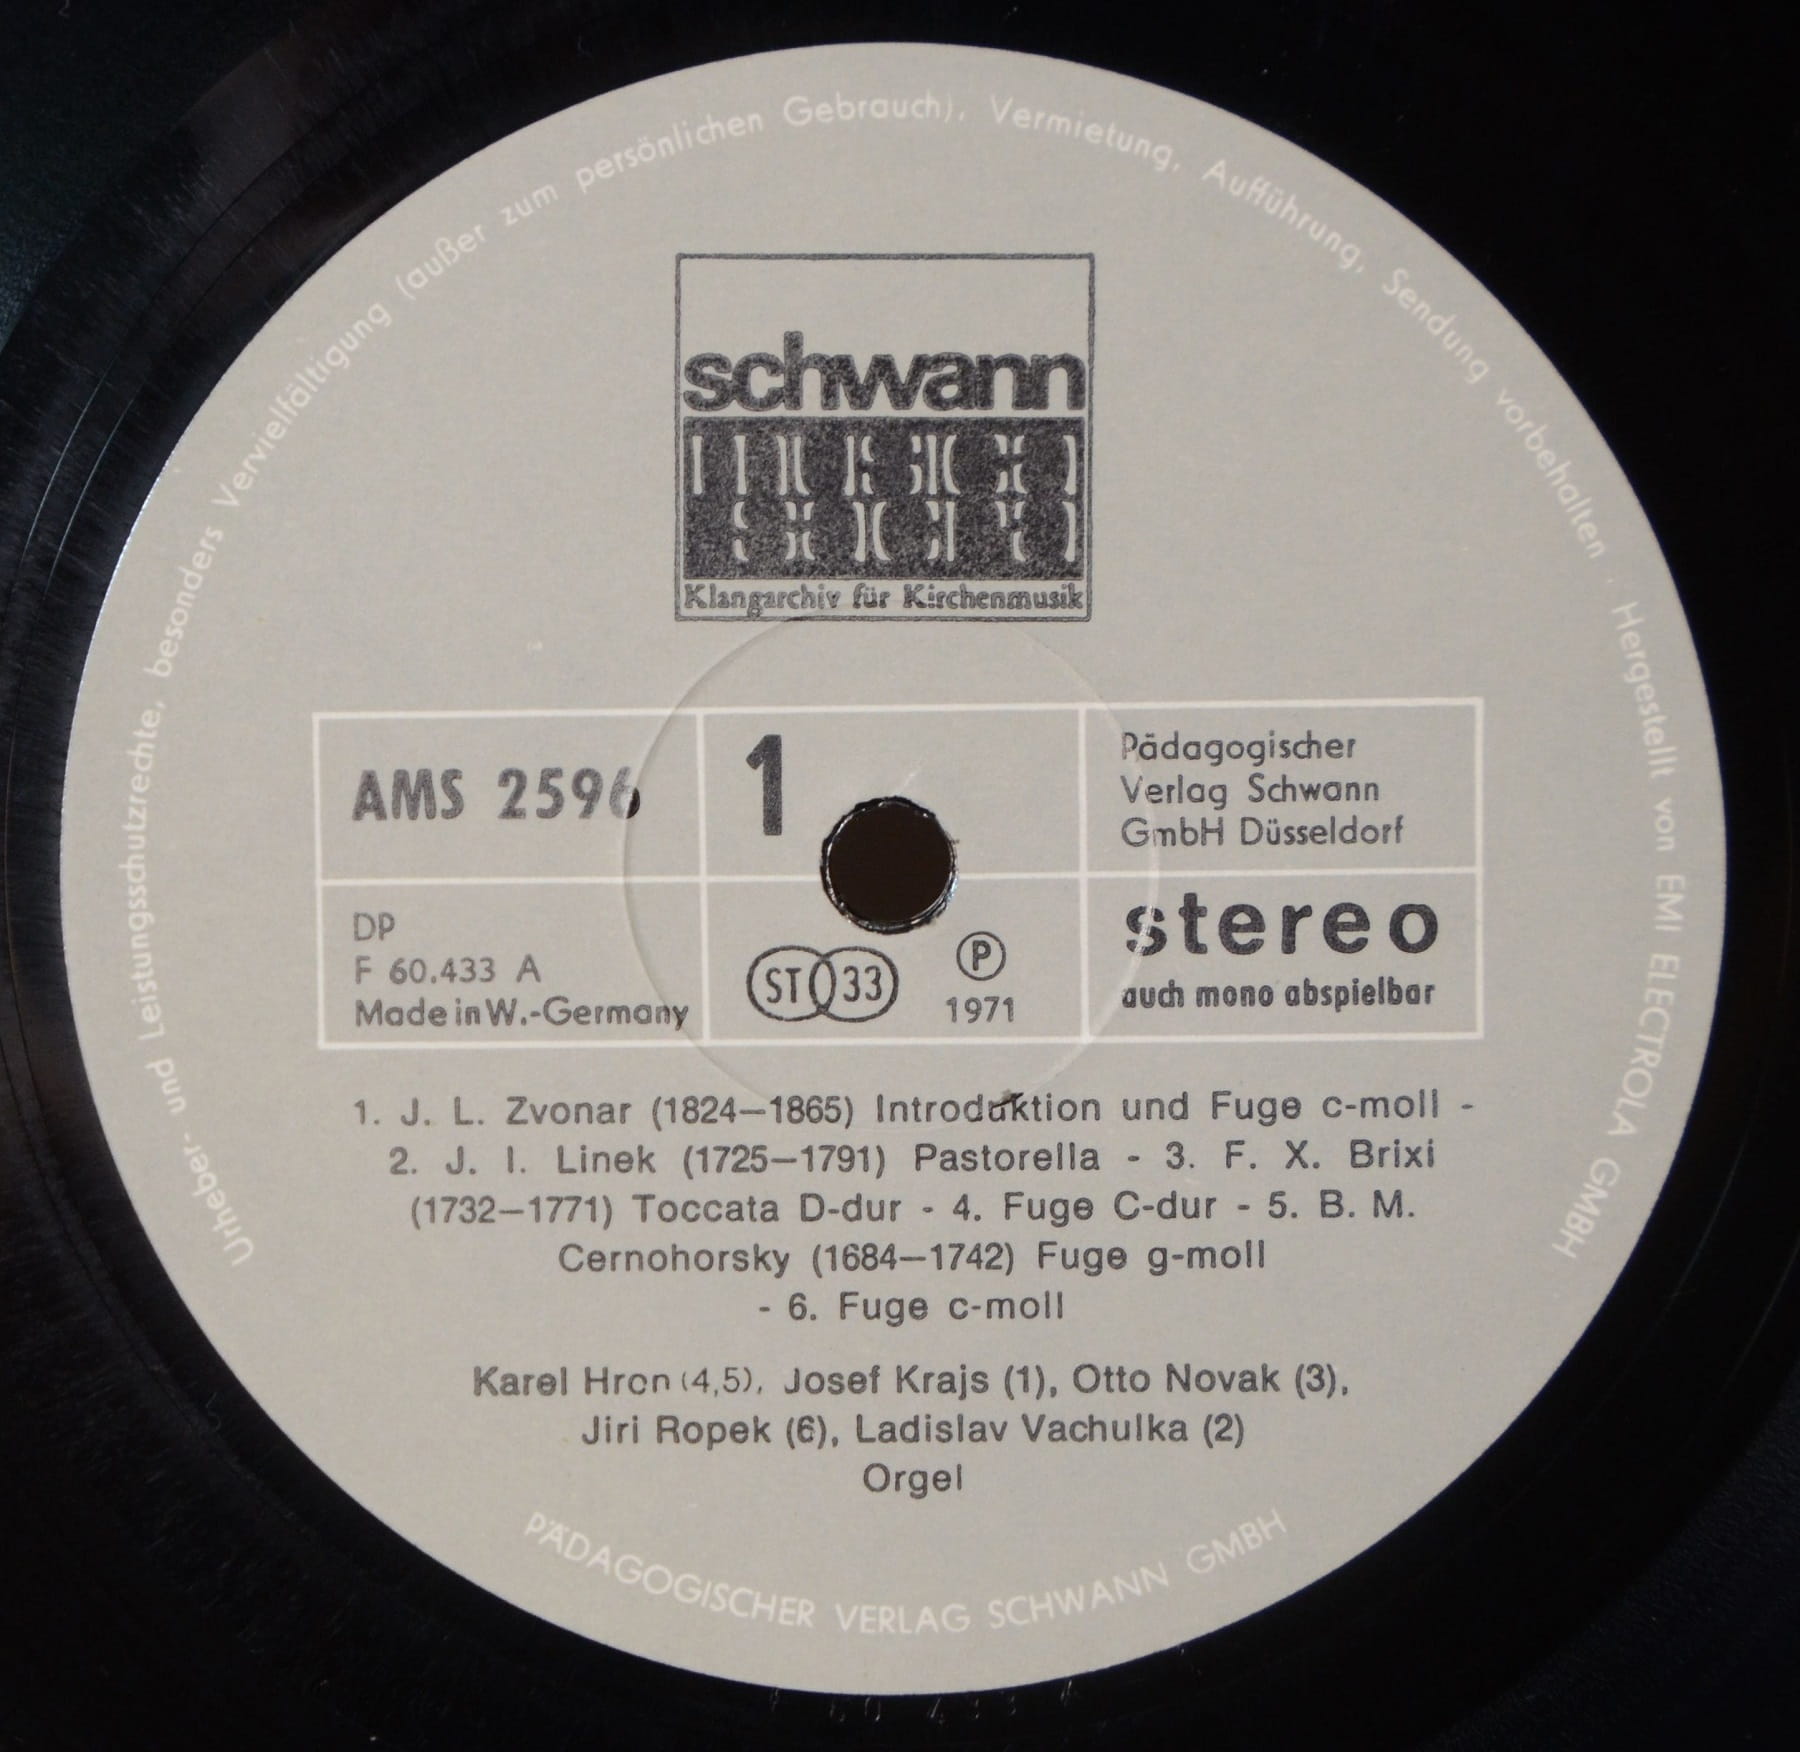 Urheber- und Leistungsschutzrechte, besonders Vervielfältigung (außer zum persönlichen Gebrauch), Vermietung, Aufführung, Sendung vorbehalten · Hergestellt von EMI ELECTROLA GMBH
schwann
Klangarchiv für Kirchenmusik
AMS 2596
1
Pädagogischer
Verlag Schwann
GmbH Düsseldorf
DP
F 60.433 A
Made in W.-Germany
ST 33
P
1971
stereo
auch mono abspielbar
1. J. L. Zvonar (1824–1865) Introduktion und Fuge c-moll -
2. J. I. Linek (1725–1791) Pastorella - 3. F. X. Brixi
(1732–1771) Toccata D-dur - 4. Fuge C-dur - 5. B. M.
Cernohorsky (1684–1742) Fuge g-moll
- 6. Fuge c-moll
Karel Hron (4,5), Josef Krajs (1), Otto Novak (3),
Jiri Ropek (6), Ladislav Vachulka (2)
Orgel
PÄDAGOGISCHER VERLAG SCHWANN GMBH